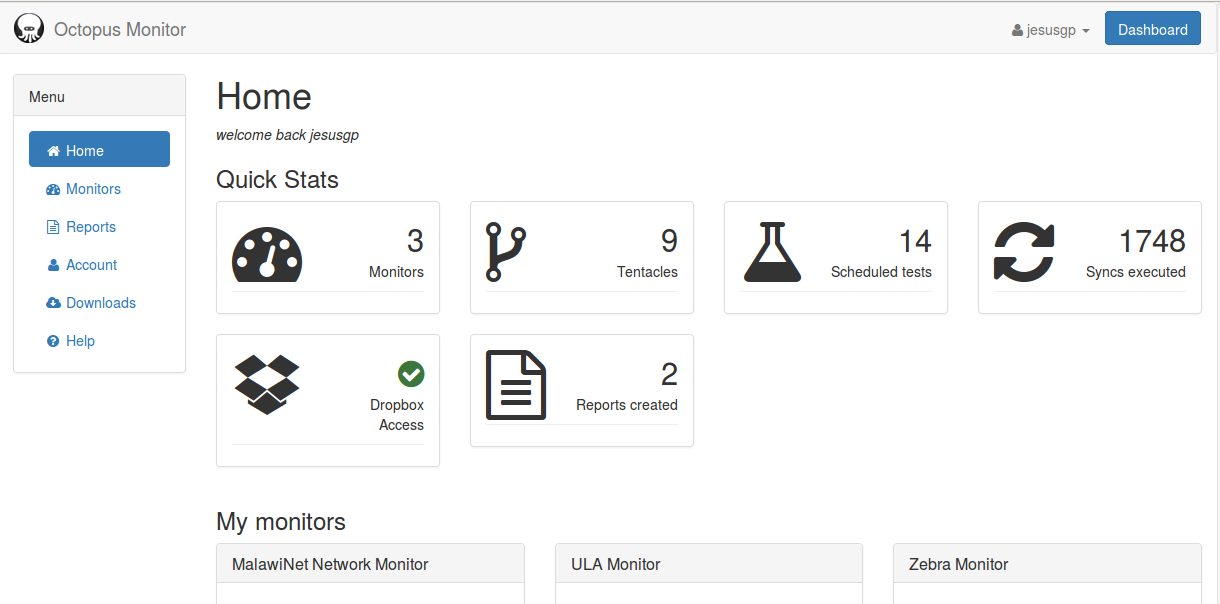 Octopus Monitor
jesusgp
Dashboard
Menu
Home
Monitors
Reports
Account
Downloads
Help
Home
welcome back jesusgp
Quick Stats
3
Monitors
9
Tentacles
14
Scheduled tests
1748
Syncs executed
Dropbox
Access
2
Reports created
My monitors
MalawiNet Network Monitor
ULA Monitor
Zebra Monitor